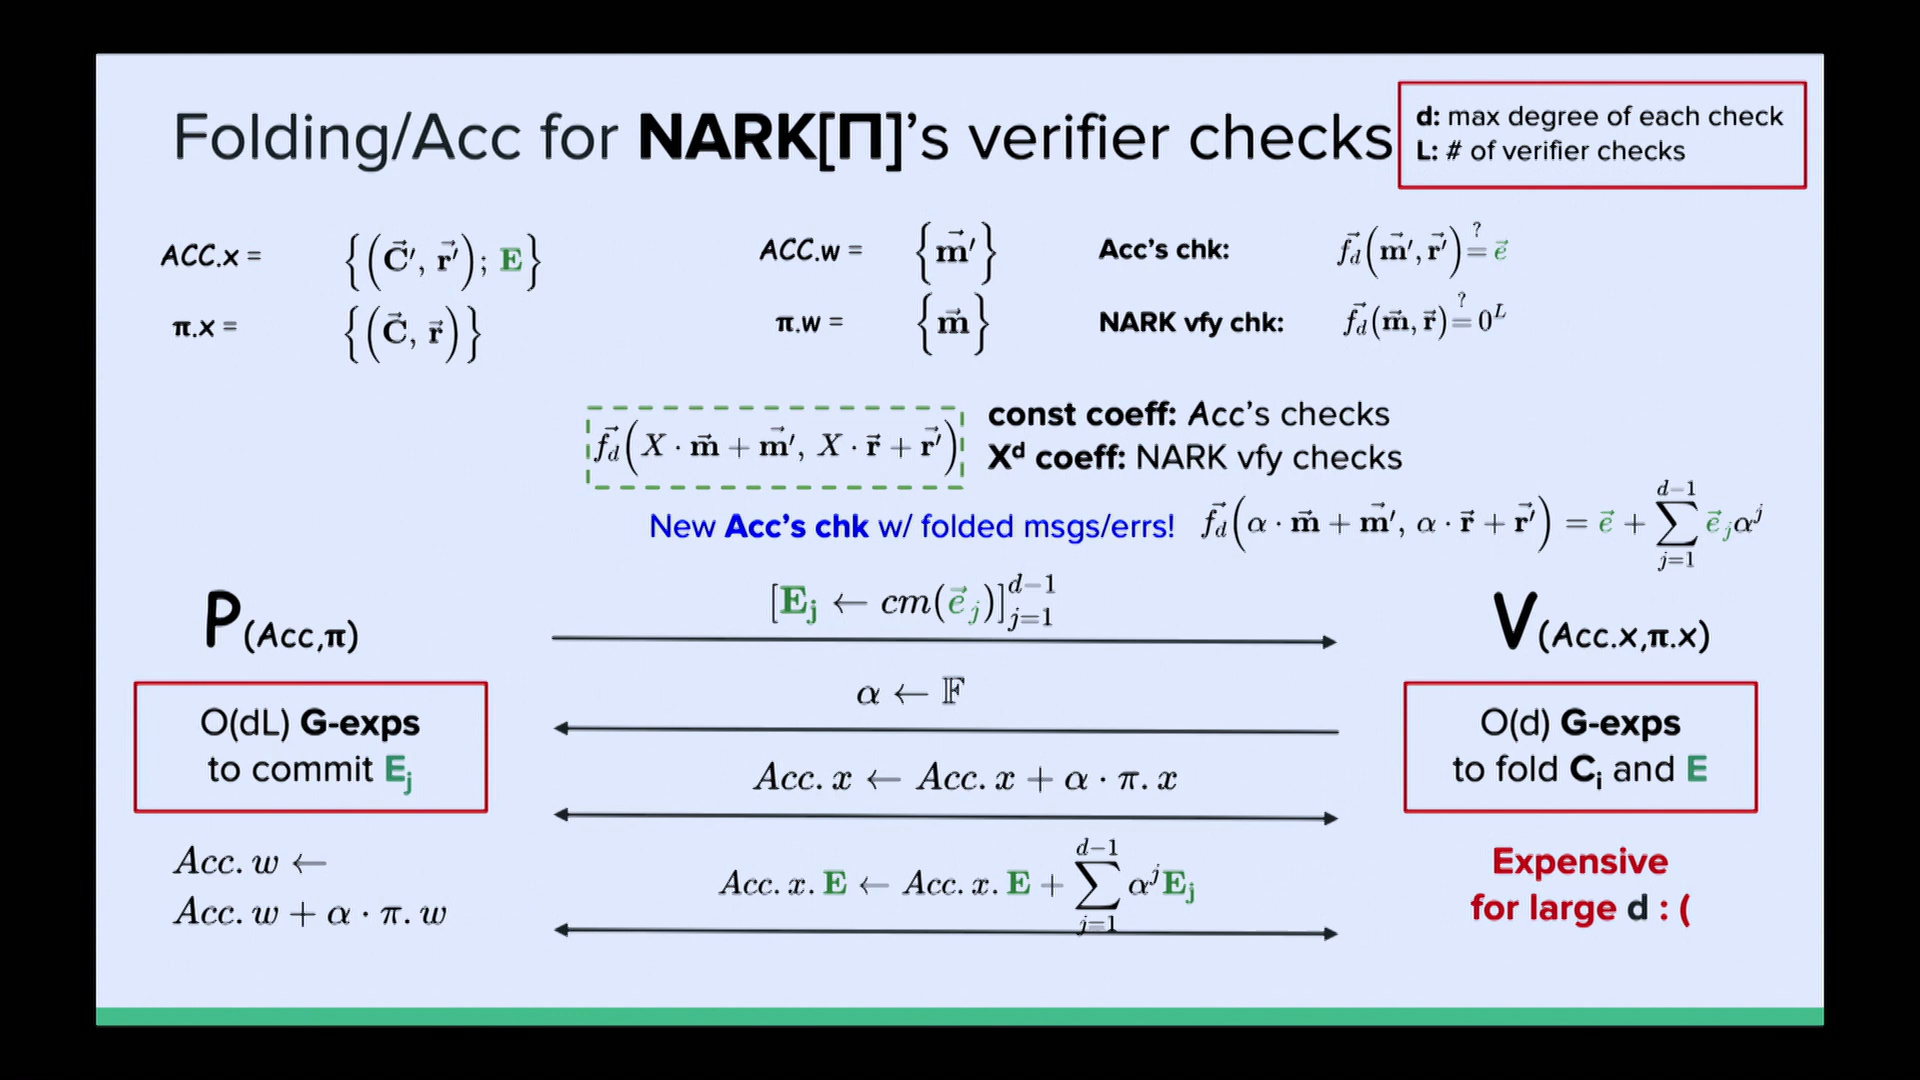 Folding/Acc for NARK[Π]'s verifier checks
d: max degree of each check
L: # of verifier checks
ACC.x = {(C⃗′, r⃗′); E}
ACC.w = {m⃗′}
Acc's chk: f⃗_d(m⃗′, r⃗′) =? e⃗
π.x = {(C⃗, r⃗)}
π.w = {m⃗}
NARK vfy chk: f⃗_d(m⃗, r⃗) =? 0^L
f⃗_d(X · m⃗ + m⃗′, X · r⃗ + r⃗′)
const coeff: Acc's checks
X^d coeff: NARK vfy checks
New Acc's chk w/ folded msgs/errs! f⃗_d(α · m⃗ + m⃗′, α · r⃗ + r⃗′) = e⃗ + ∑_{j=1}^{d−1} e⃗_j α^j
P(Acc,π)
[E_j ← cm(e⃗_j)]_{j=1}^{d−1}
V(Acc.x,π.x)
α ← 𝔽
O(dL) G-exps
to commit E_j
O(d) G-exps
to fold C_i and E
Acc. x ← Acc. x + α · π. x
Acc. w ←
Acc. w + α · π. w
Acc. x. E ← Acc. x. E + ∑_{j=1}^{d−1} α^j E_j
Expensive
for large d : (